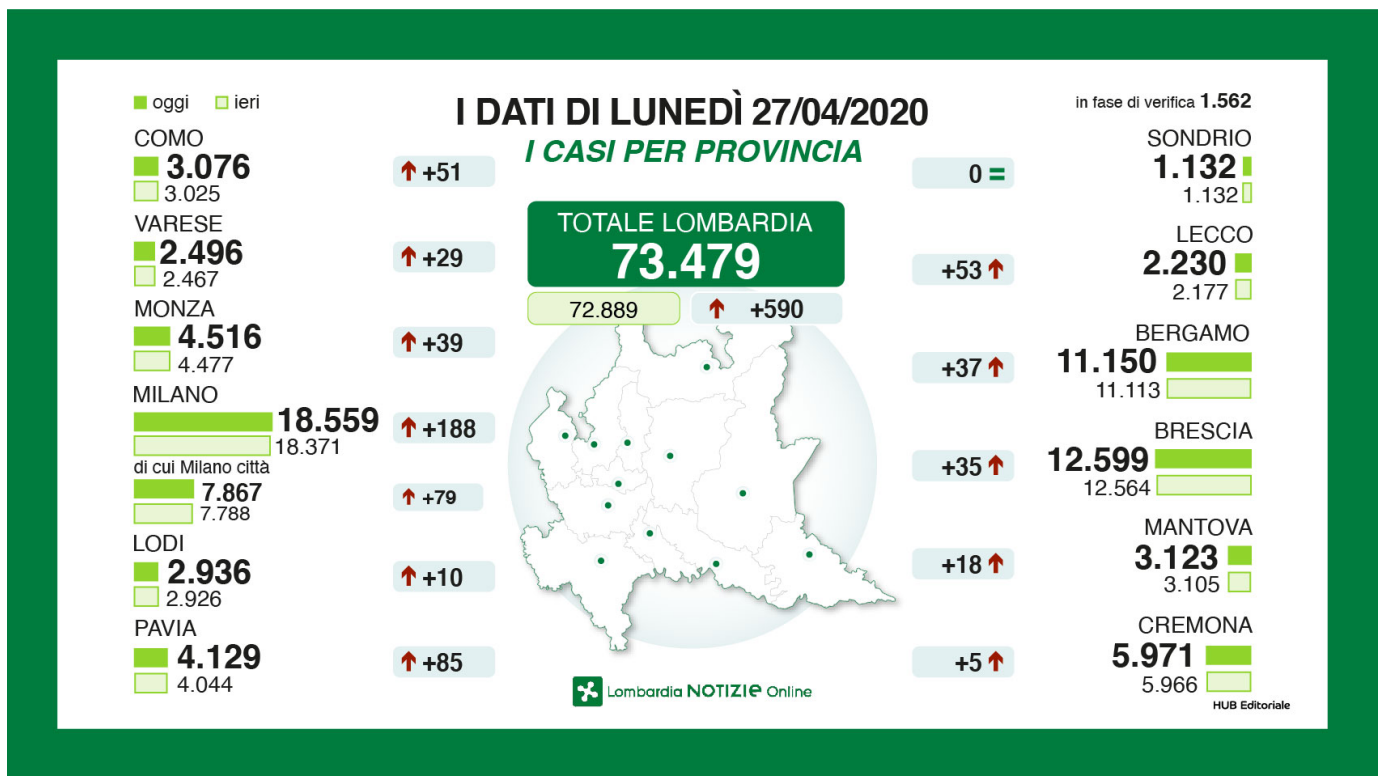 oggi ieri
I DATI DI LUNEDÌ 27/04/2020
I CASI PER PROVINCIA
in fase di verifica 1.562
COMO
3.076
3.025
+51
VARESE
2.496
2.467
+29
MONZA
4.516
4.477
+39
MILANO
18.559
18.371
+188
di cui Milano città
7.867
7.788
+79
LODI
2.936
2.926
+10
PAVIA
4.129
4.044
+85
TOTALE LOMBARDIA
73.479
72.889
+590
SONDRIO
1.132
1.132
0 =
LECCO
2.230
2.177
+53
BERGAMO
11.150
11.113
+37
BRESCIA
12.599
12.564
+35
MANTOVA
3.123
3.105
+18
CREMONA
5.971
5.966
+5
Lombardia NOTIZIe Online
HUB Editoriale